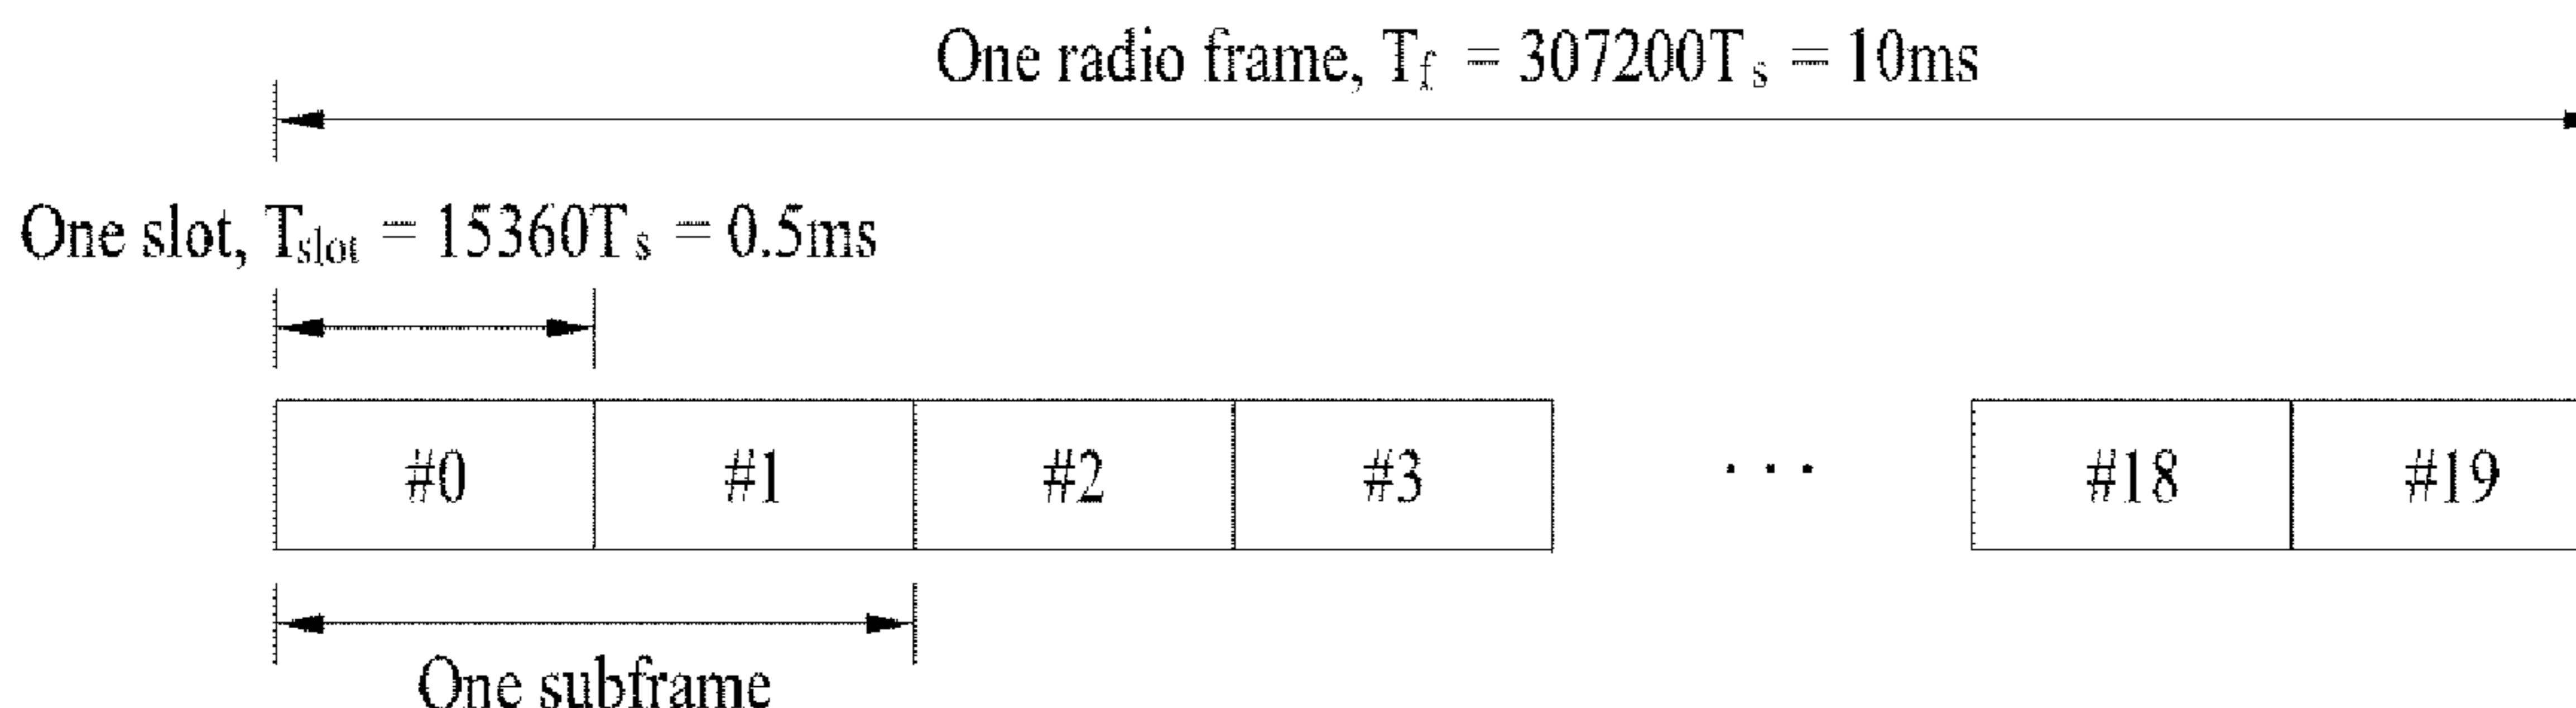 One radio frame, Tf = 307200Ts = 10ms
One slot, Tslot = 15360Ts = 0.5ms
#0 #1 #2 #3 · · · #18 #19
One subframe